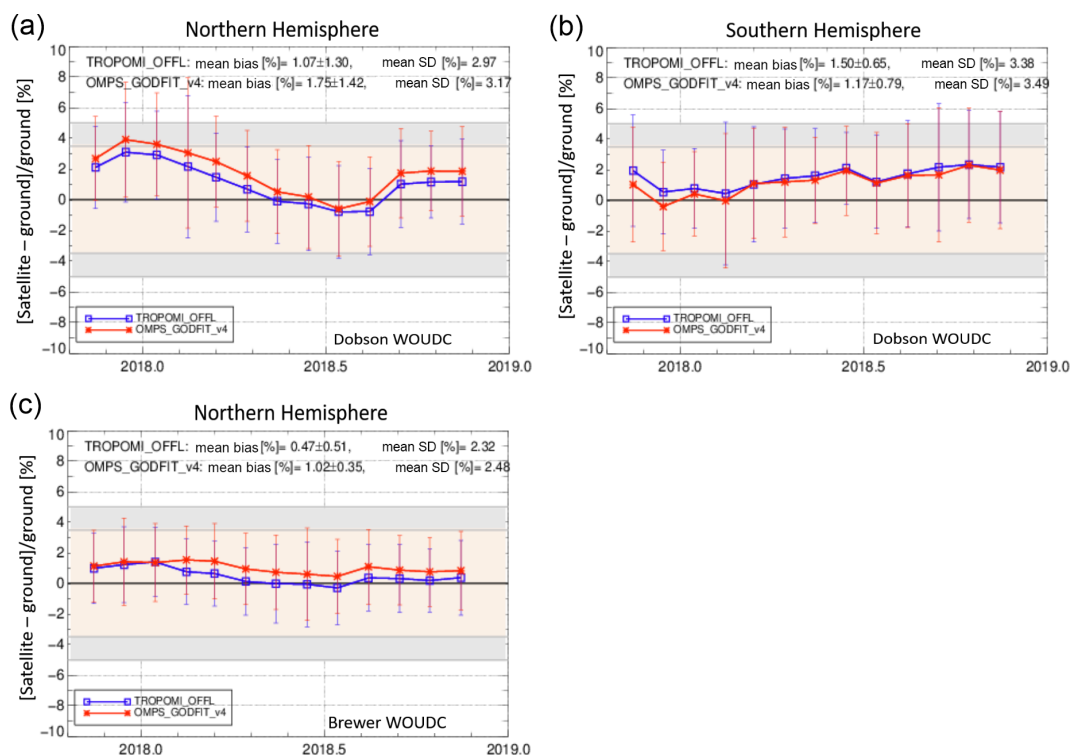 (a)
Northern Hemisphere
TROPOMI_OFFL: mean bias [%]= 1.07±1.30, mean SD [%]= 2.97
OMPS_GODFIT_v4: mean bias [%]= 1.75±1.42, mean SD [%]= 3.17
[Satellite – ground]/ground [%]
10
8
6
4
2
0
−2
−4
−6
−8
−10
TROPOMI_OFFL
OMPS_GODFIT_v4
Dobson WOUDC
2018.0 2018.5 2019.0
(b)
Southern Hemisphere
TROPOMI_OFFL: mean bias [%]= 1.50±0.65, mean SD [%]= 3.38
OMPS_GODFIT_v4: mean bias [%]= 1.17±0.79, mean SD [%]= 3.49
[Satellite – ground]/ground [%]
10
8
6
4
2
0
−2
−4
−6
−8
−10
TROPOMI_OFFL
OMPS_GODFIT_v4
Dobson WOUDC
2018.0 2018.5 2019.0
(c)
Northern Hemisphere
TROPOMI_OFFL: mean bias [%]= 0.47±0.51, mean SD [%]= 2.32
OMPS_GODFIT_v4: mean bias [%]= 1.02±0.35, mean SD [%]= 2.48
[Satellite – ground]/ground [%]
10
8
6
4
2
0
−2
−4
−6
−8
−10
TROPOMI_OFFL
OMPS_GODFIT_v4
Brewer WOUDC
2018.0 2018.5 2019.0